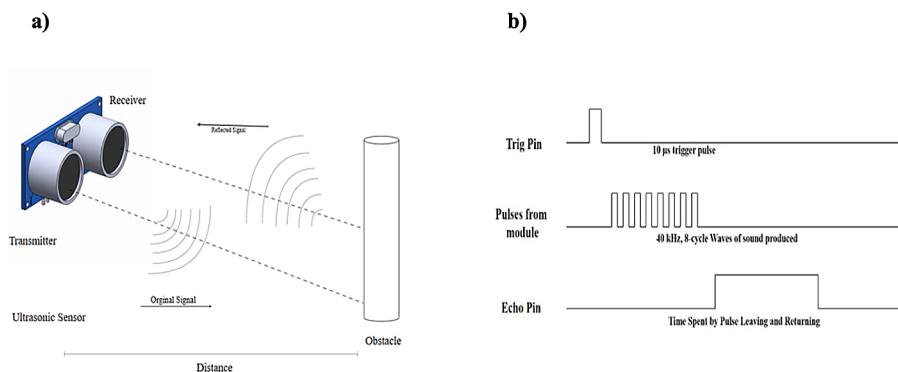 a)
Receiver
Reflected Signal
Transmitter
Orginal Signal
Ultrasonic Sensor
Obstacle
Distance
b)
Trig Pin
10 µs trigger pulse
Pulses from
module
40 kHz, 8-cycle Waves of sound produced
Echo Pin
Time Spent by Pulse Leaving and Returning